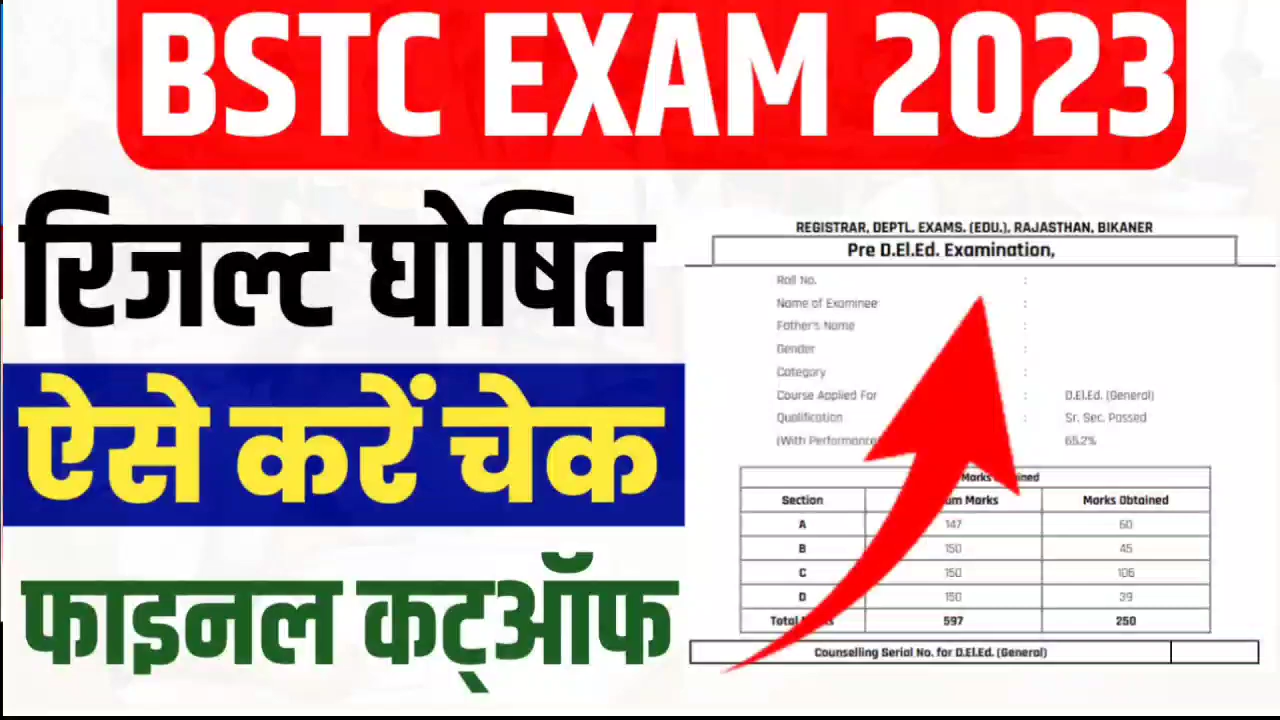 BSTC EXAM 2023
रिजल्ट घोषित
ऐसे करें चेक
फाइनल कट्ऑफ
REGISTRAR, DEPTL. EXAMS. (EDU.), RAJASTHAN, BIKANER
Pre D.El.Ed. Examination,
Roll No. :
Name of Examinee :
Father's Name :
Gender :
Category :
Course Applied For : D.El.Ed. (General)
Qualification : Sr. Sec. Passed
(With Performance 65.2%
Marks
Section Marks Marks Obtained
A 147 60
B 150 45
C 150 106
D 150 39
Total 597 250
Counselling Serial No. for D.El.Ed. (General)